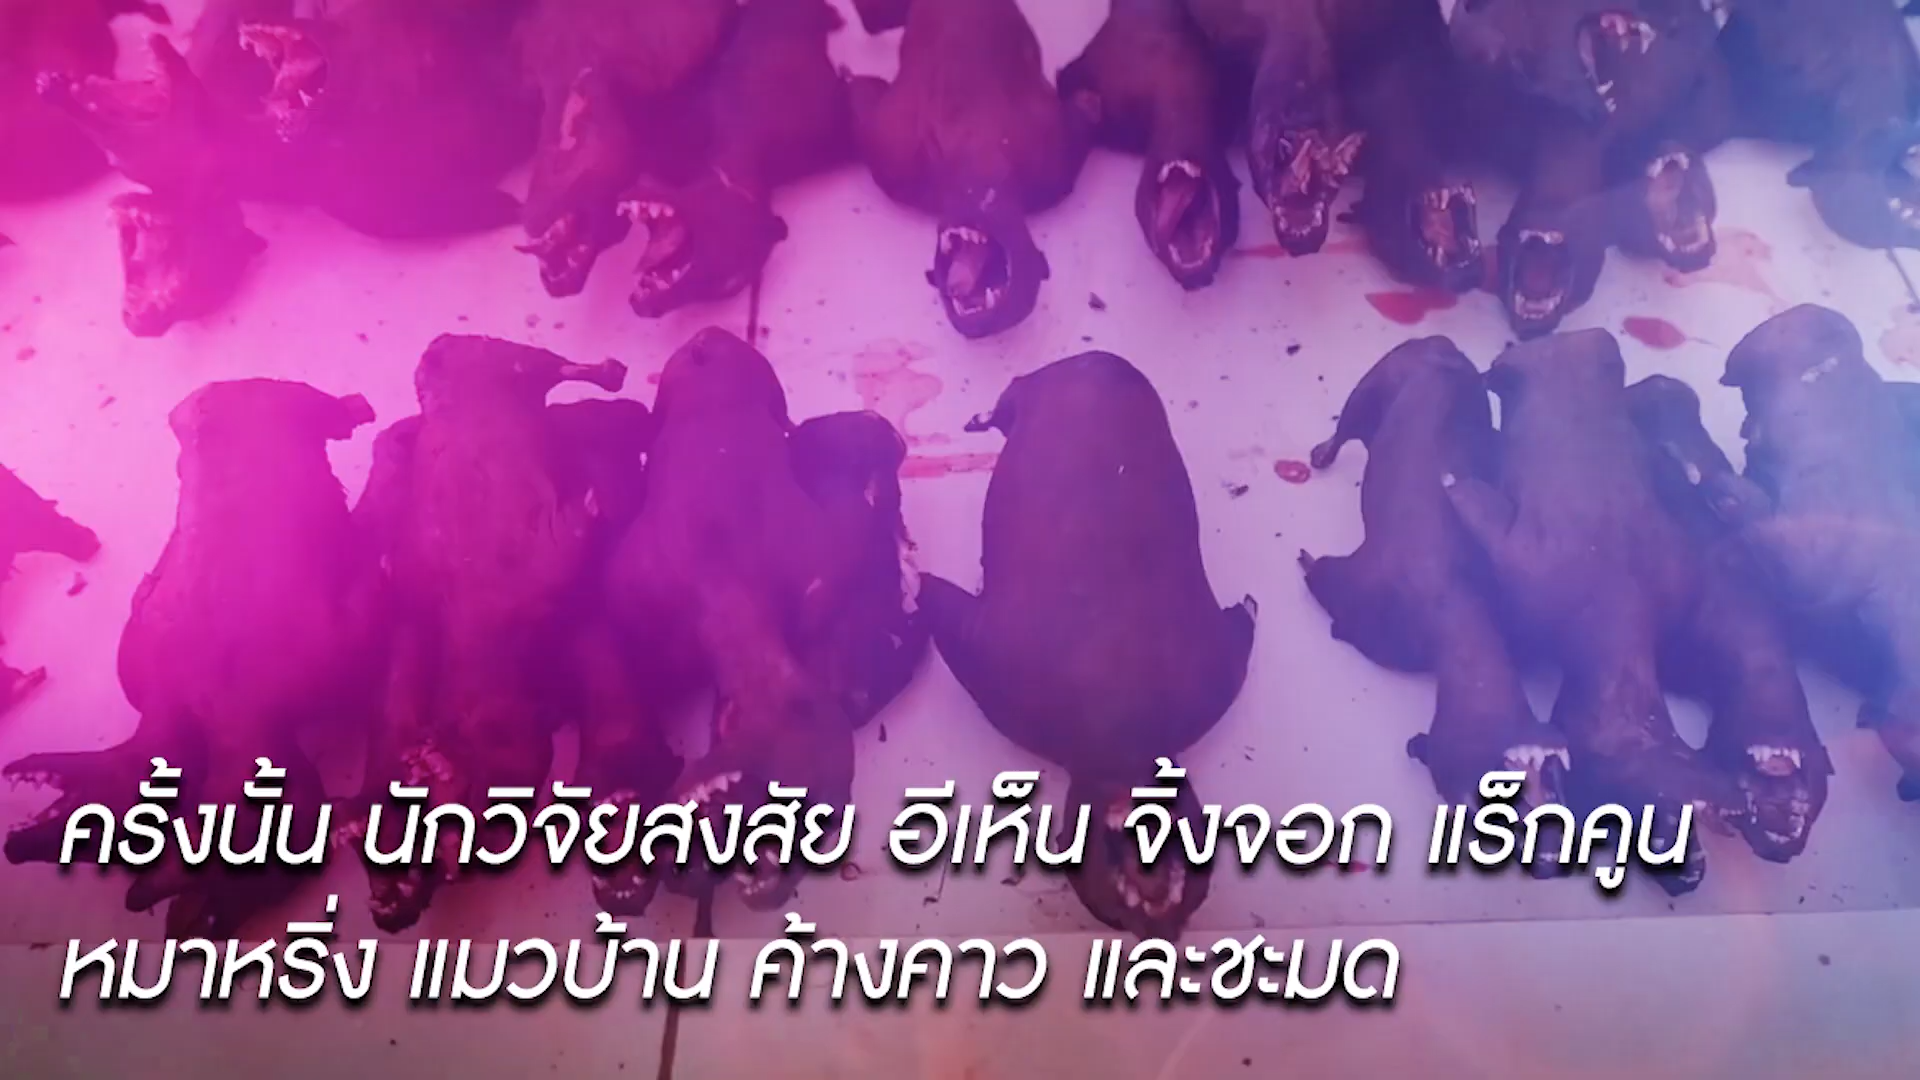 ครั้งนั้น นักวิจัยสงสัย อีเห็น จิ้งจอก แร็กคูน
หมาหริ่ง แมวบ้าน ค้างคาว และชะมด